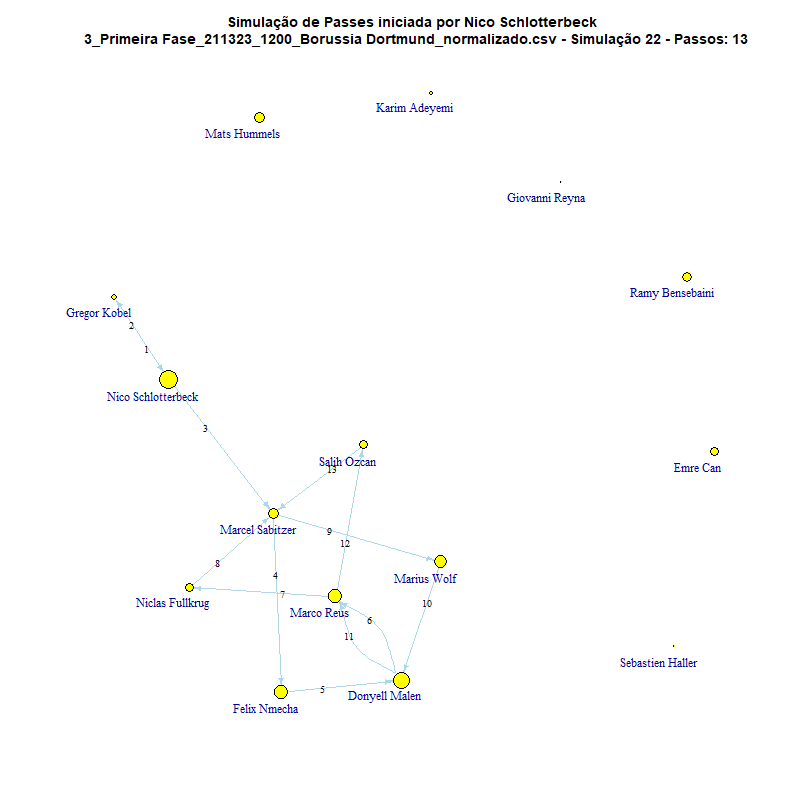 Simulação de Passes iniciada por Nico Schlotterbeck
3_Primeira Fase_211323_1200_Borussia Dortmund_normalizado.csv - Simulação 22 - Passos: 13
Karim Adeyemi
Mats Hummels
Giovanni Reyna
Ramy Bensebaini
Gregor Kobel
2
1
Nico Schlotterbeck
3
Salih Ozcan
13
Emre Can
Marcel Sabitzer
9
12
8
4
Marius Wolf
7
Niclas Fullkrug
10
Marco Reus
6
11
Sebastien Haller
5
Donyell Malen
Felix Nmecha